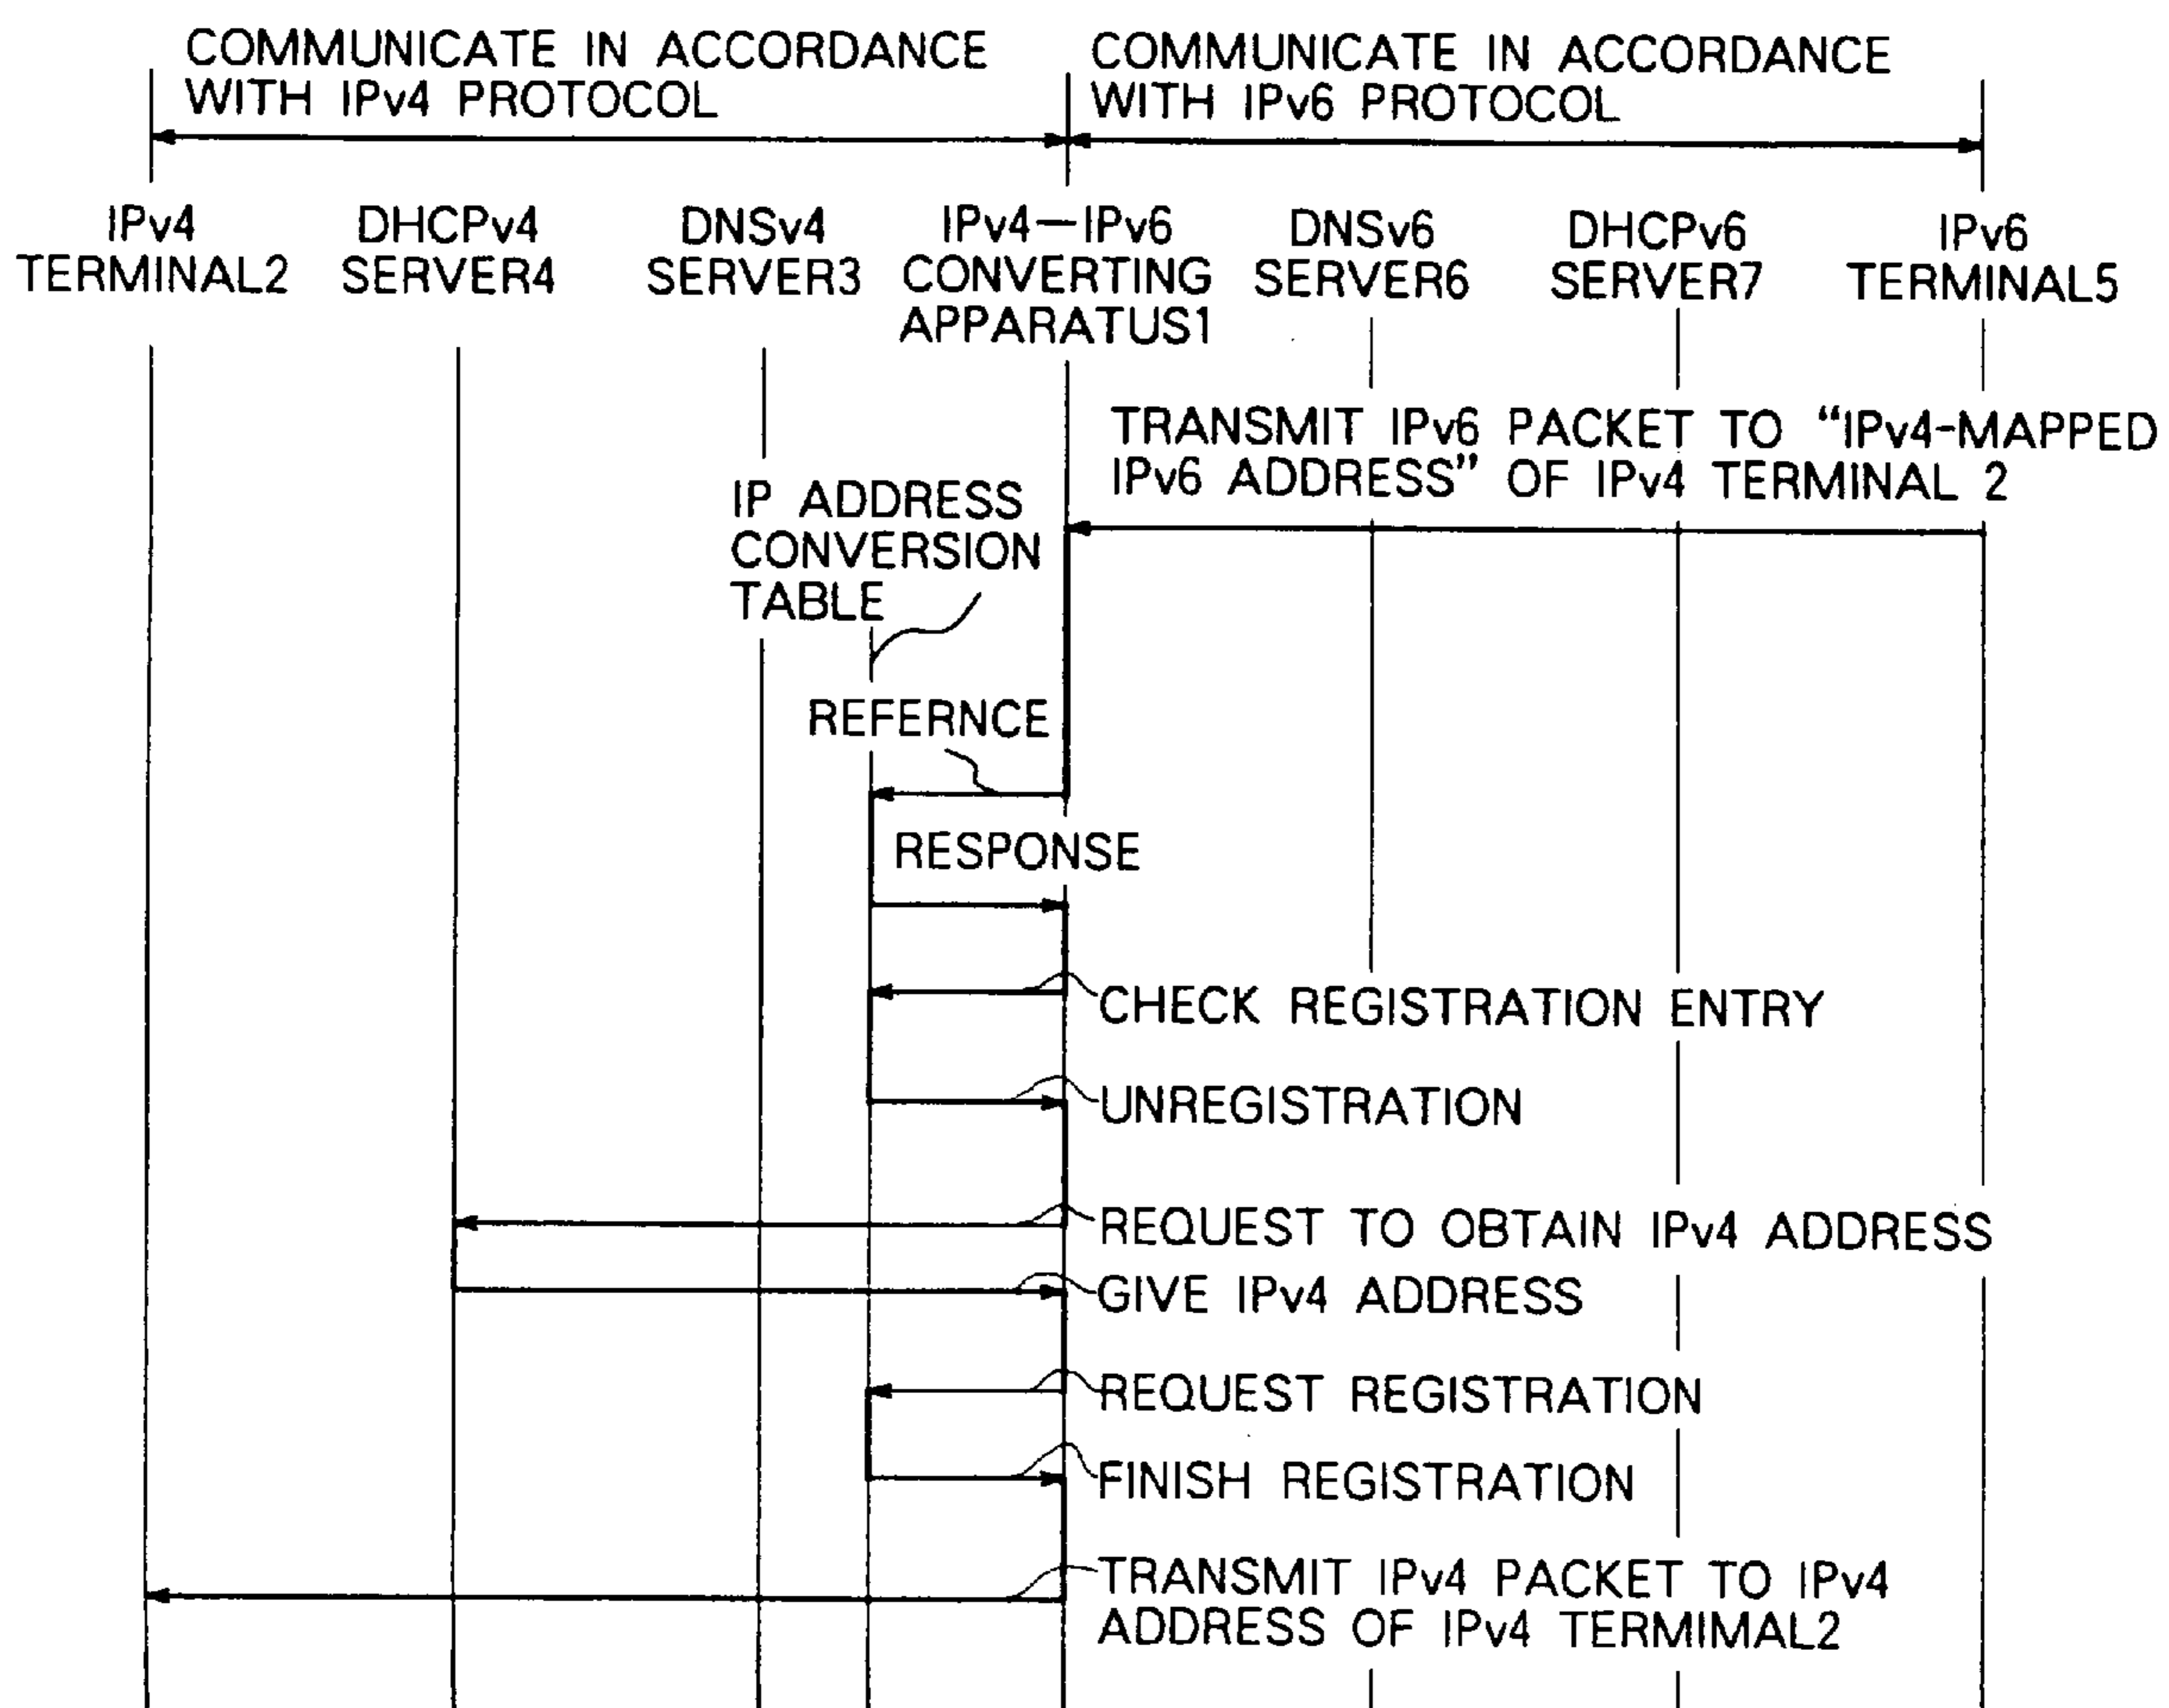 COMMUNICATE IN ACCORDANCE
WITH IPv4 PROTOCOL
COMMUNICATE IN ACCORDANCE
WITH IPv6 PROTOCOL
IPv4
TERMINAL2
DHCPv4
SERVER4
DNSv4
SERVER3
IPv4-IPv6
CONVERTING
APPARATUS1
DNSv6
SERVER6
DHCPv6
SERVER7
IPv6
TERMINAL5
TRANSMIT IPv6 PACKET TO “IPv4-MAPPED
IPv6 ADDRESS” OF IPv4 TERMINAL 2
IP ADDRESS
CONVERSION
TABLE
REFERNCE
RESPONSE
CHECK REGISTRATION ENTRY
UNREGISTRATION
REQUEST TO OBTAIN IPv4 ADDRESS
GIVE IPv4 ADDRESS
REQUEST REGISTRATION
FINISH REGISTRATION
TRANSMIT IPv4 PACKET TO IPv4
ADDRESS OF IPv4 TERMIMAL2